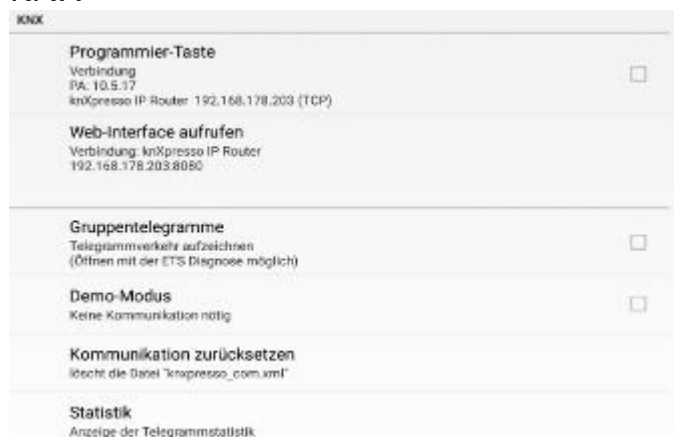 KNX
Programmier-Taste
Verbindung
PA: 10.5.17
knXpresso IP Router 192.168.178.203 (TCP)
Web-Interface aufrufen
Verbindung: knXpresso IP Router
192.168.178.203:8080
Gruppentelegramme
Telegrammverkehr aufzeichnen
(Öffnen mit der ETS Diagnose möglich)
Demo-Modus
Keine Kommunikation nötig
Kommunikation zurücksetzen
löscht die Datei "knxpresso_com.xml"
Statistik
Anzeige der Telegrammstatistik